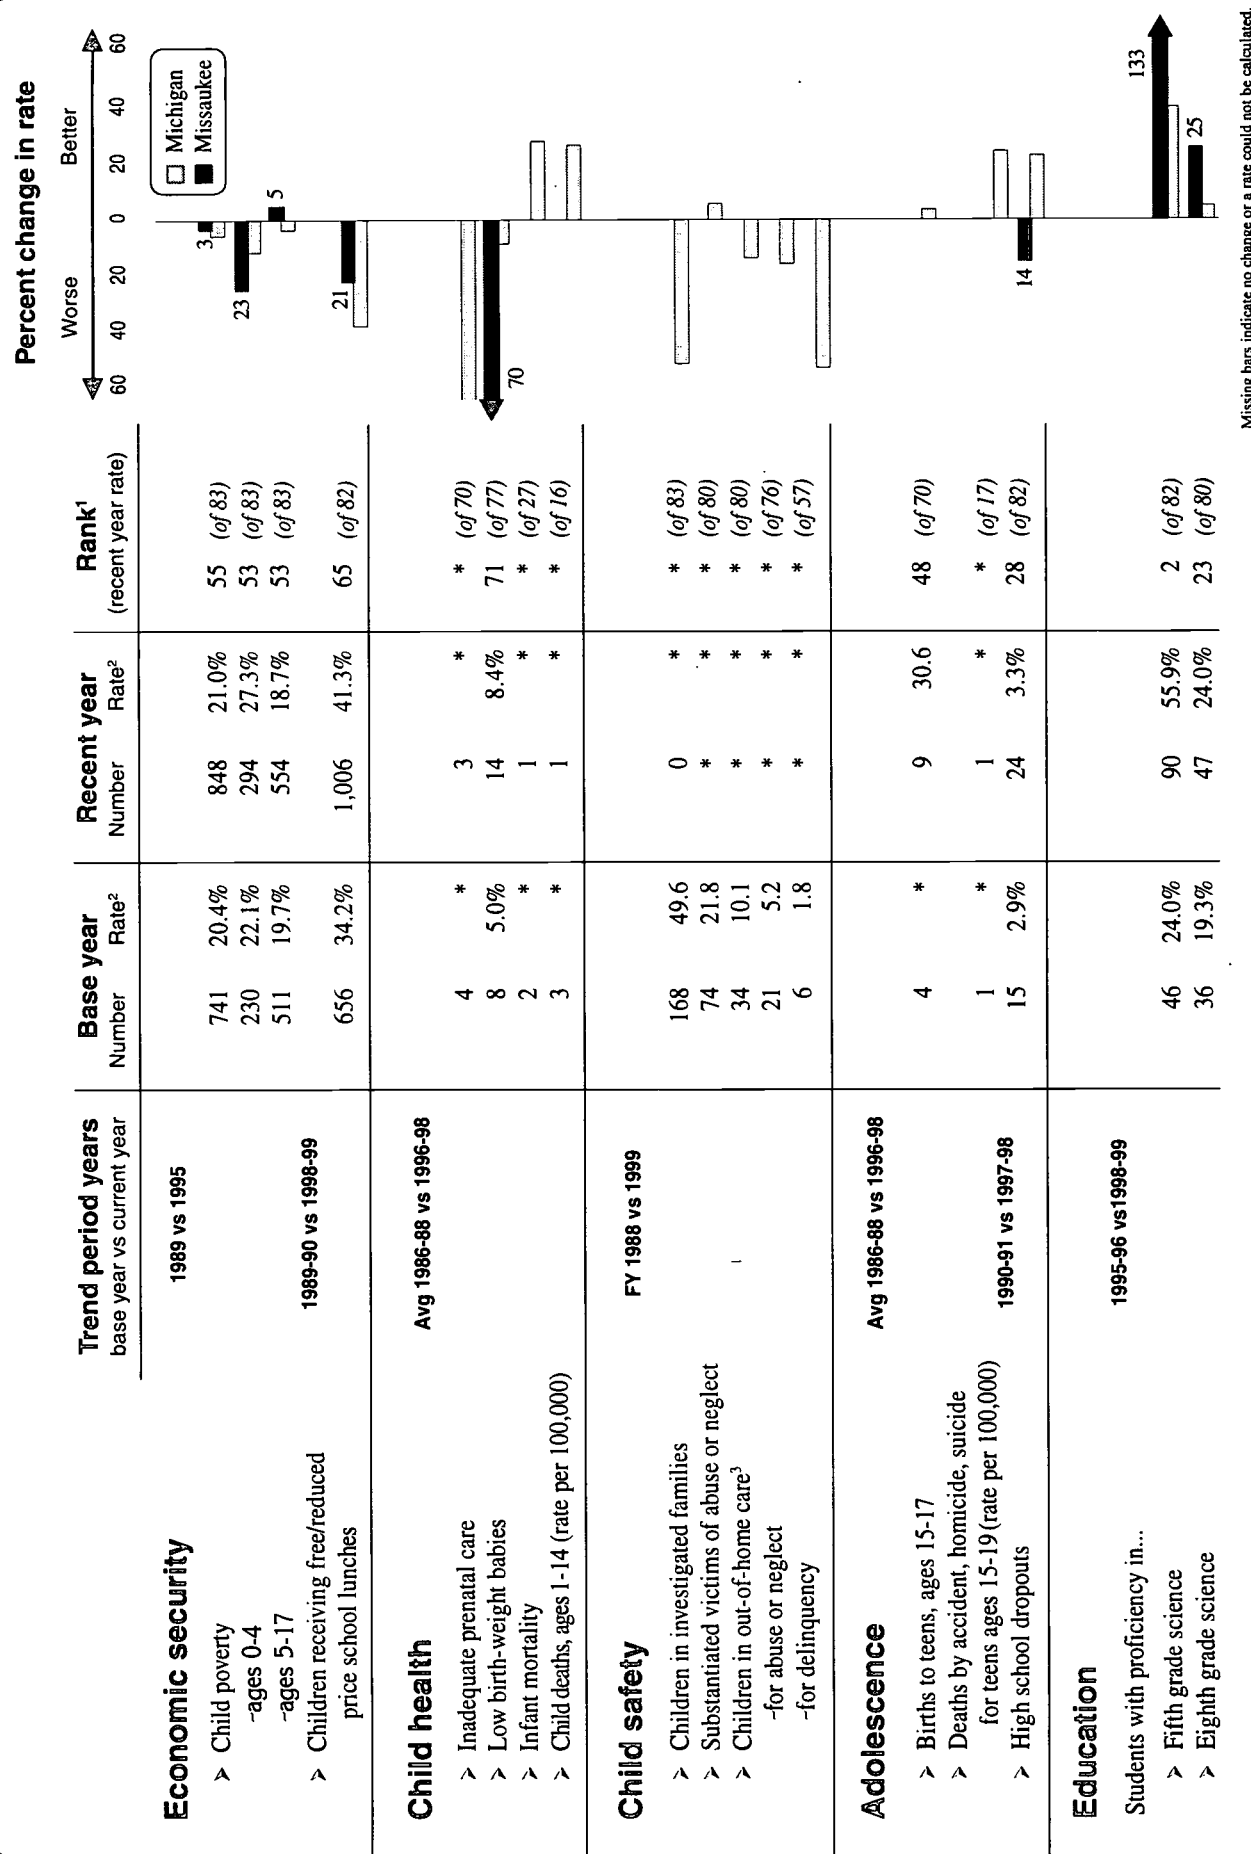 Percent change in rate
Trend period years Base year Recent year Rank¹ Worse Better
base year vs current year Number Rate² Number Rate² (recent year rate) 60 40 20 0 20 40 60
Michigan
Missaukee
Economic security
1989 vs 1995
➢ Child poverty 741 20.4% 848 21.0% 55 (of 83) 3
-ages 0-4 230 22.1% 294 27.3% 53 (of 83) 23
-ages 5-17 511 19.7% 554 18.7% 53 (of 83) 5
➢ Children receiving free/reduced 1989-90 vs 1998-99
price school lunches 656 34.2% 1,006 41.3% 65 (of 82) 21
Child health
Avg 1986-88 vs 1996-98
➢ Inadequate prenatal care 4 * 3 * * (of 70)
➢ Low birth-weight babies 8 5.0% 14 8.4% 71 (of 77) 70
➢ Infant mortality 2 * 1 * * (of 27)
➢ Child deaths, ages 1-14 (rate per 100,000) 3 * 1 * * (of 16)
Child safety
FY 1988 vs 1999
➢ Children in investigated families 168 49.6 0 * * (of 83)
➢ Substantiated victims of abuse or neglect 74 21.8 * * * (of 80)
➢ Children in out-of-home care³ 34 10.1 * * * (of 80)
-for abuse or neglect 21 5.2 * * * (of 76)
-for delinquency 6 1.8 * * * (of 57)
Adolescence
Avg 1986-88 vs 1996-98
➢ Births to teens, ages 15-17 4 * 9 30.6 48 (of 70)
➢ Deaths by accident, homicide, suicide
for teens ages 15-19 (rate per 100,000) 1 * 1 * * (of 17)
➢ High school dropouts 1990-91 vs 1997-98 15 2.9% 24 3.3% 28 (of 82) 14
Education
1995-96 vs1998-99
Students with proficiency in...
➢ Fifth grade science 46 24.0% 90 55.9% 2 (of 82) 133
➢ Eighth grade science 36 19.3% 47 24.0% 23 (of 80) 25
Missing bars indicate no change or a rate could not be calculated.